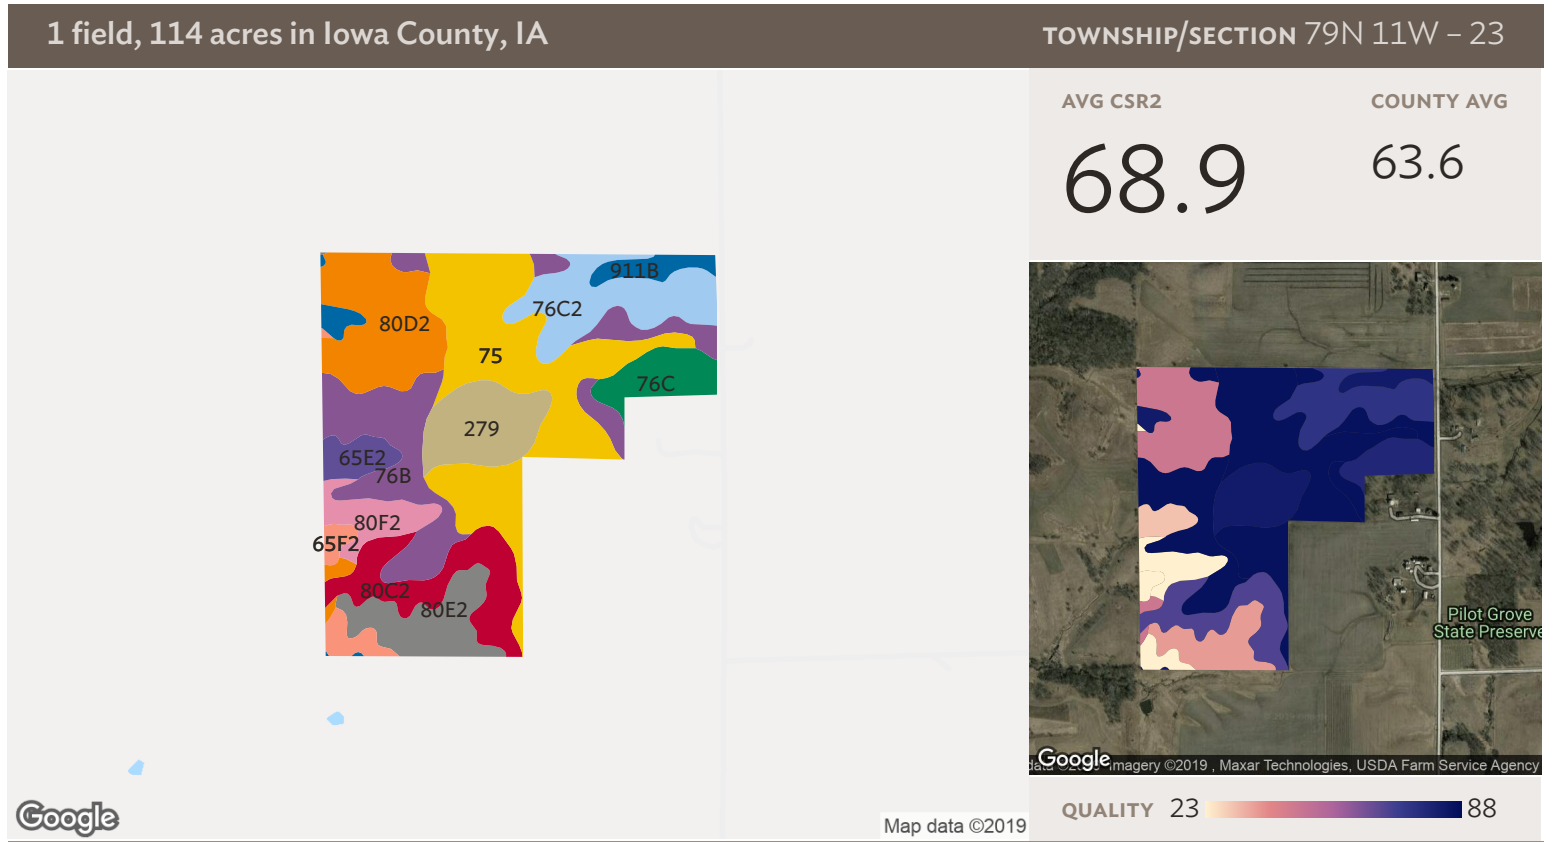 1 field, 114 acres in Iowa County, IA
TOWNSHIP/SECTION 79N 11W – 23
AVG CSR2
COUNTY AVG
68.9
63.6
911B
76C2
80D2
75
76C
279
65E2
76B
80F2
65F2
80C2
80E2
Pilot Grove
State Preserve
Google
Imagery ©2019 , Maxar Technologies, USDA Farm Service Agency
Google
Map data ©2019
QUALITY 23 88